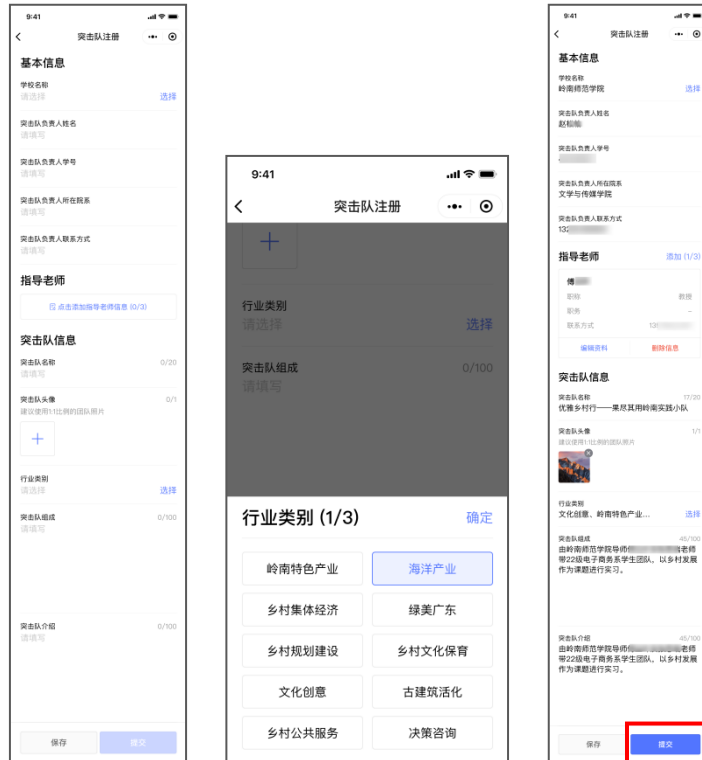 9:41
突击队注册
基本信息
学校名称
请选择 选择
突击队负责人姓名
请填写
突击队负责人学号
请填写
突击队负责人所在院系
请填写
突击队负责人联系方式
请填写
指导老师
点击添加指导老师信息 (0/3)
突击队信息
突击队名称 0/20
请填写
突击队头像 0/1
建议使用1:1比例的团队照片
行业类别
请选择 选择
突击队组成 0/100
请填写
突击队介绍 0/100
请填写
保存 提交
9:41
突击队注册
行业类别
请选择 选择
突击队组成 0/100
请填写
行业类别 (1/3) 确定
岭南特色产业 海洋产业
乡村集体经济 绿美广东
乡村规划建设 乡村文化保育
文化创意 古建筑活化
乡村公共服务 决策咨询
9:41
突击队注册
基本信息
学校名称
岭南师范学院 选择
突击队负责人姓名
赵
突击队负责人学号
突击队负责人所在院系
文学与传媒学院
突击队负责人联系方式
132
指导老师 添加 (1/3)
傅
职称 教授
职务 –
联系方式 13
编辑资料 删除信息
突击队信息
突击队名称 17/20
优雅乡村行——果尽其用岭南实践小队
突击队头像 1/1
建议使用1:1比例的团队照片
行业类别
文化创意、岭南特色产业... 选择
突击队组成 45/100
由岭南师范学院导师 老师
带22级电子商务系学生团队，以乡村发展
作为课题进行实习。
突击队介绍 45/100
由岭南师范学院导师 老师
带22级电子商务系学生团队，以乡村发展
作为课题进行实习。
保存 提交